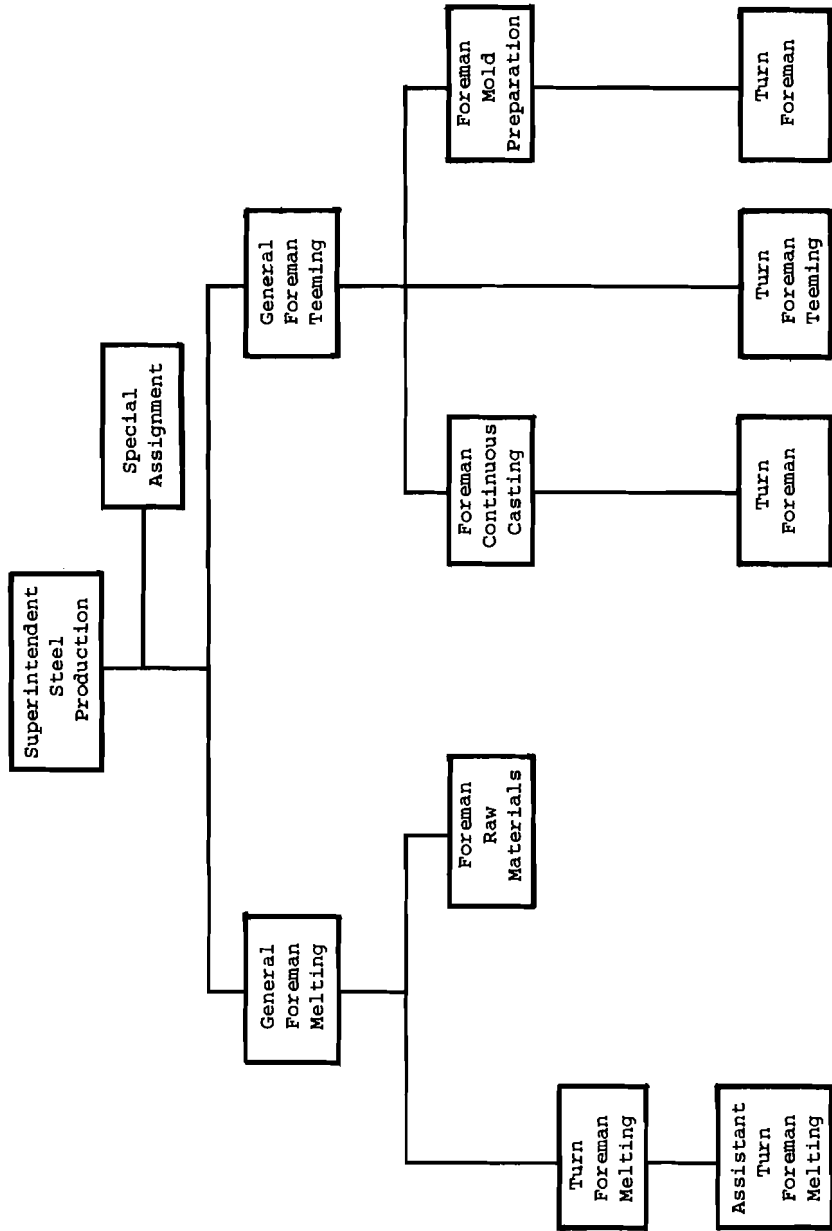 Superintendent
Steel
Production
Special
Assignment
General
Foreman
Melting
General
Foreman
Teeming
Foreman
Raw
Materials
Foreman
Continuous
Casting
Foreman
Mold
Preparation
Turn
Foreman
Melting
Assistant
Turn
Foreman
Melting
Turn
Foreman
Turn
Foreman
Teeming
Turn
Foreman